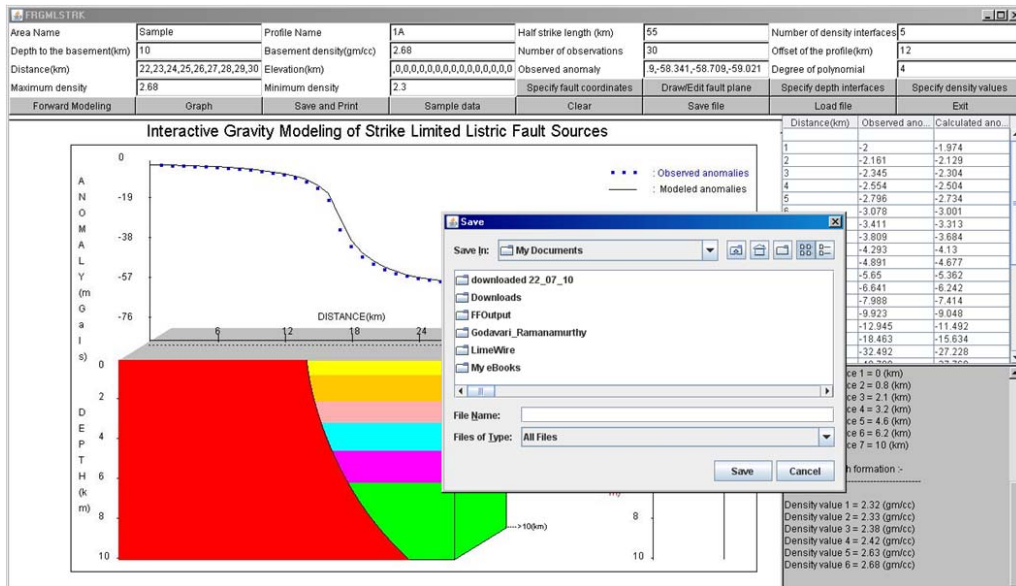 FRGMLSTRK
Area Name Sample Profile Name 1A Half strike length (km) 55 Number of density interfaces 5
Depth to the basement(km) 10 Basement density(gm/cc) 2.68 Number of observations 30 Offset of the profile(km) 12
Distance(km) 22,23,24,25,26,27,28,29,30 Elevation(km) ,0,0,0,0,0,0,0,0,0,0,0,0,0,0 Observed anomaly .9,-58.341,-58.709,-59.021 Degree of polynomial 4
Maximum density 2.68 Minimum density 2.3 Specify fault coordinates Draw/Edit fault plane Specify depth interfaces Specify density values
Forward Modeling Graph Save and Print Sample data Clear Save file Load file Exit
Interactive Gravity Modeling of Strike Limited Listric Fault Sources
ANOMALY(mGals)
0
-19
-38
-57
-76
: Observed anomalies
: Modeled anomalies
DISTANCE(km)
6 12 18 24
DEPTH(km)
0
2
4
6
8
10
>10(km)
8
10
Save
Save In: My Documents
downloaded 22_07_10
Downloads
FFOutput
Godavari_Ramanamurthy
LimeWire
My eBooks
File Name:
Files of Type: All Files
Save Cancel
Distance(km) Observed ano... Calculated ano...
1 -2 -1.974
2 -2.161 -2.129
3 -2.345 -2.304
4 -2.554 -2.504
5 -2.796 -2.734
-3.078 -3.001
-3.411 -3.313
-3.809 -3.684
-4.293 -4.13
-4.891 -4.677
-5.65 -5.362
-6.641 -6.242
-7.988 -7.414
-9.923 -9.048
-12.945 -11.492
-18.463 -15.634
-32.492 -27.228
ce 1 = 0 (km)
ce 2 = 0.8 (km)
ce 3 = 2.1 (km)
ce 4 = 3.2 (km)
ce 5 = 4.6 (km)
ce 6 = 6.2 (km)
ce 7 = 10 (km)
h formation :-
Density value 1 = 2.32 (gm/cc)
Density value 2 = 2.33 (gm/cc)
Density value 3 = 2.38 (gm/cc)
Density value 4 = 2.42 (gm/cc)
Density value 5 = 2.63 (gm/cc)
Density value 6 = 2.68 (gm/cc)